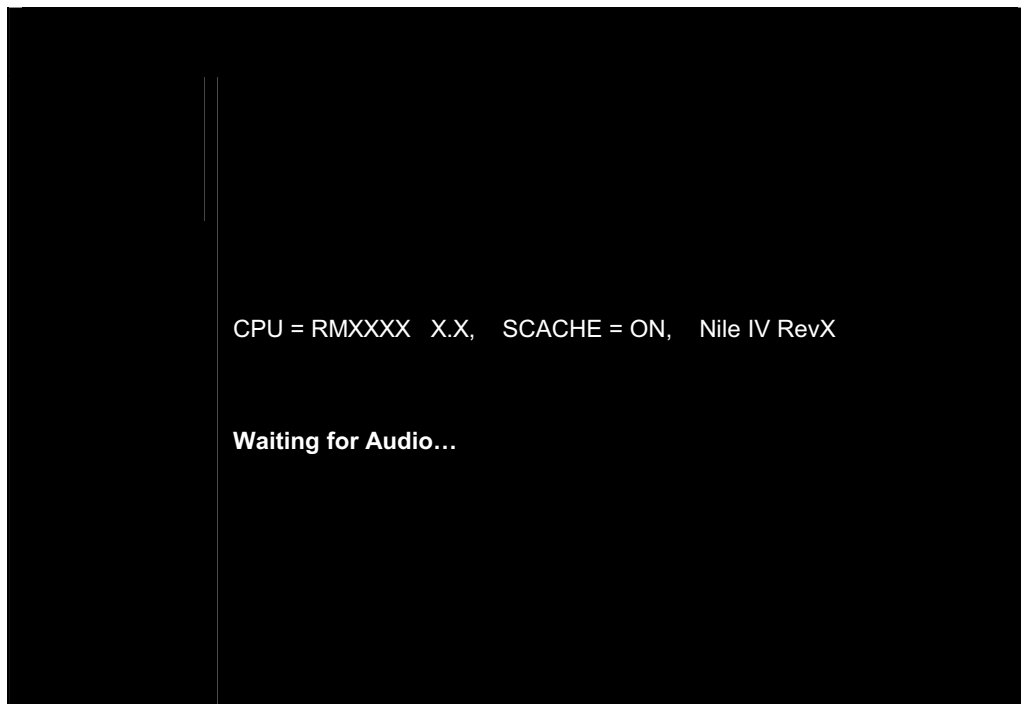 CPU = RMXXXX X.X, SCACHE = ON, Nile IV RevX
Waiting for Audio…